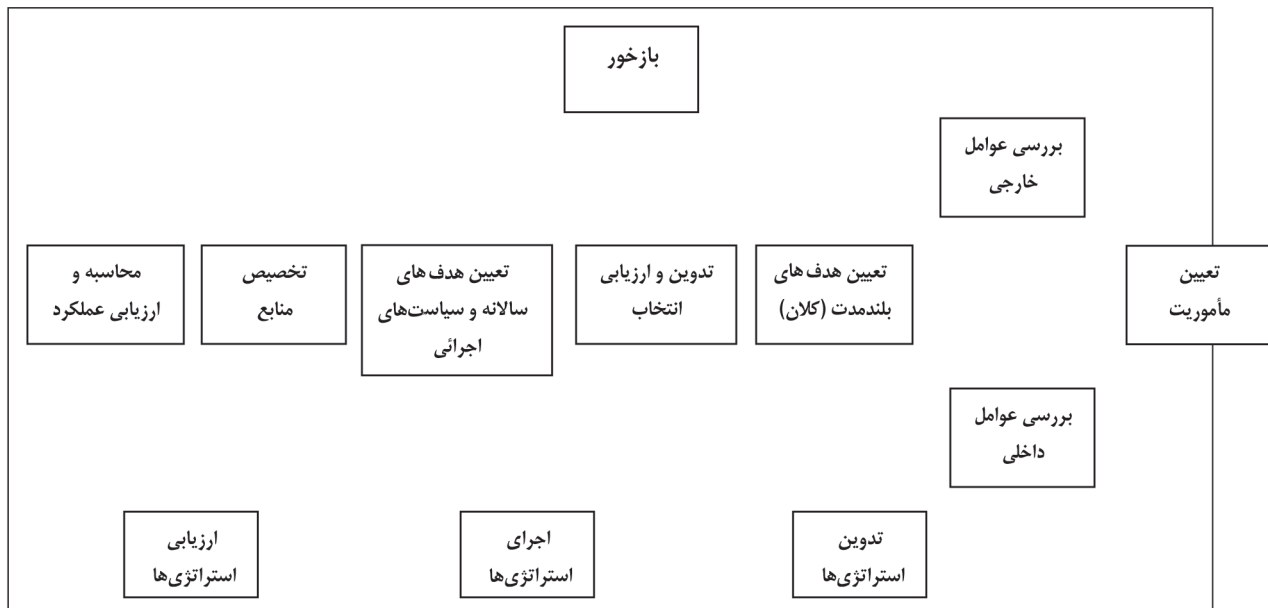 بازخور
بررسی عوامل
خارجی
تعیین
مأموریت
تعیین هدف‌های
بلندمدت (کلان)
تدوین و ارزیابی
انتخاب
تعیین هدف‌های
سالانه و سیاست‌های
اجرائی
تخصیص
منابع
محاسبه و
ارزیابی عملکرد
بررسی عوامل
داخلی
تدوین
استراتژی‌ها
اجرای
استراتژی‌ها
ارزیابی
استراتژی‌ها